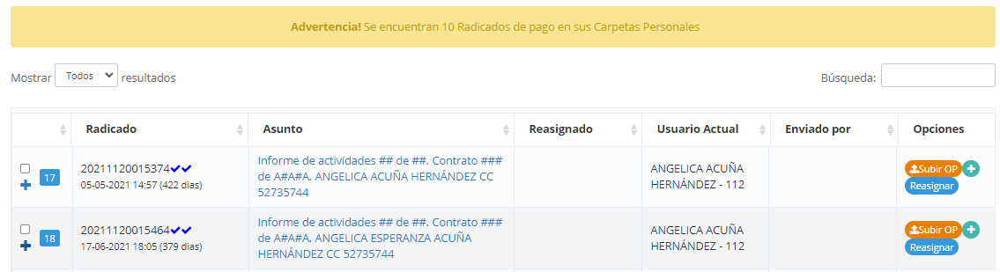 Advertencia! Se encuentran 10 Radicados de pago en sus Carpetas Personales
Mostrar Todos resultados
Búsqueda:
Radicado Asunto Reasignado Usuario Actual Enviado por Opciones
17
20211120015374
05-05-2021 14:57 (422 dias)
Informe de actividades ## de ##. Contrato ###
de A#A#A. ANGELICA ACUÑA HERNÁNDEZ CC
52735744
ANGELICA ACUÑA
HERNÁNDEZ - 112
Subir OP
Reasignar
18
20211120015464
17-06-2021 18:05 (379 dias)
Informe de actividades ## de ##. Contrato ###
de A#A#A. ANGELICA ESPERANZA ACUÑA
HERNÁNDEZ CC 52735744
ANGELICA ACUÑA
HERNÁNDEZ - 112
Subir OP
Reasignar